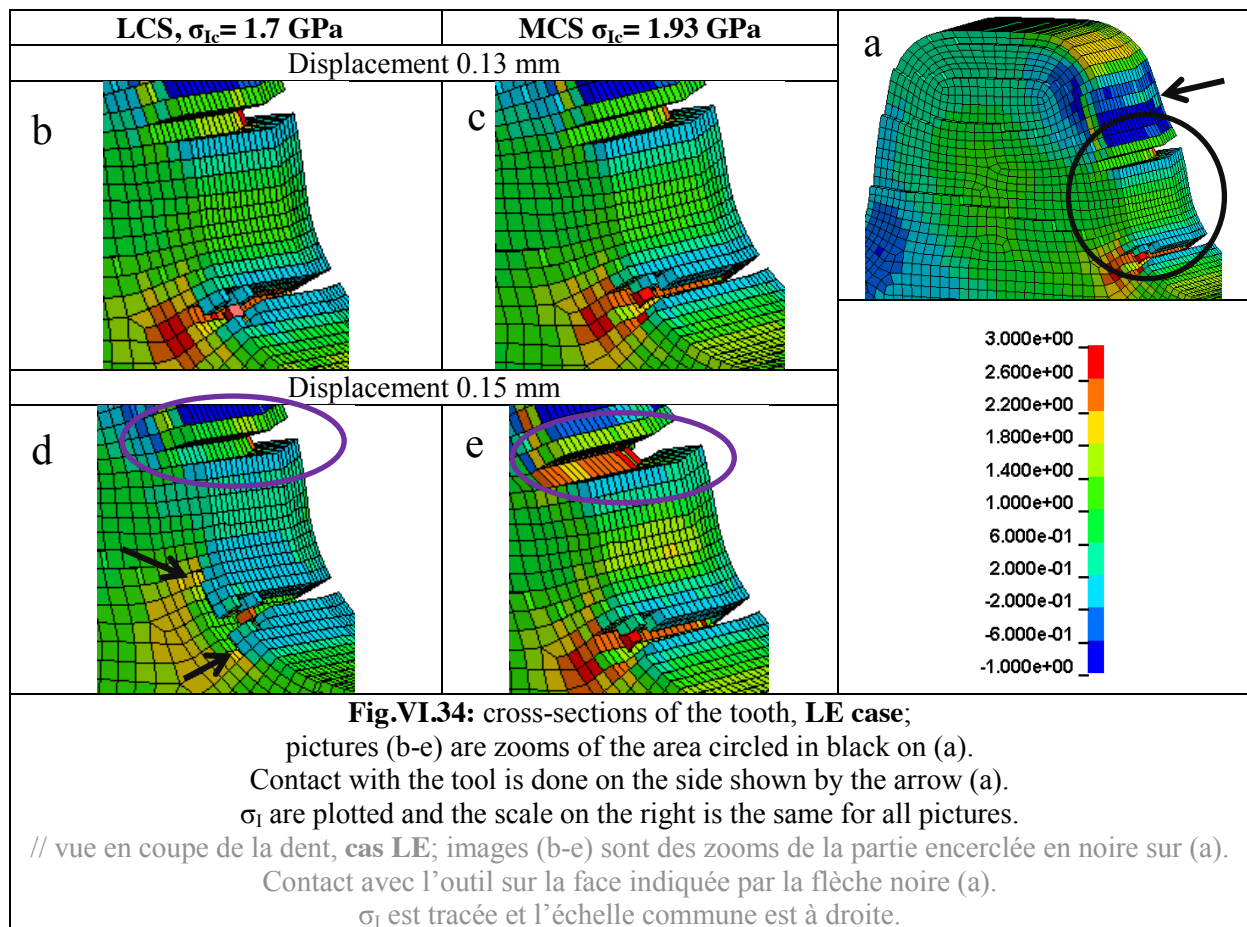 LCS, σIc= 1.7 GPa
MCS σIc= 1.93 GPa
Displacement 0.13 mm
a
b
c
Displacement 0.15 mm
d
e
3.000e+00
2.600e+00
2.200e+00
1.800e+00
1.400e+00
1.000e+00
6.000e-01
2.000e-01
-2.000e-01
-6.000e-01
-1.000e+00
Fig.VI.34: cross-sections of the tooth, LE case;
pictures (b-e) are zooms of the area circled in black on (a).
Contact with the tool is done on the side shown by the arrow (a).
σI are plotted and the scale on the right is the same for all pictures.
// vue en coupe de la dent, cas LE; images (b-e) sont des zooms de la partie encerclée en noire sur (a).
Contact avec l’outil sur la face indiquée par la flèche noire (a).
σI est tracée et l’échelle commune est à droite.